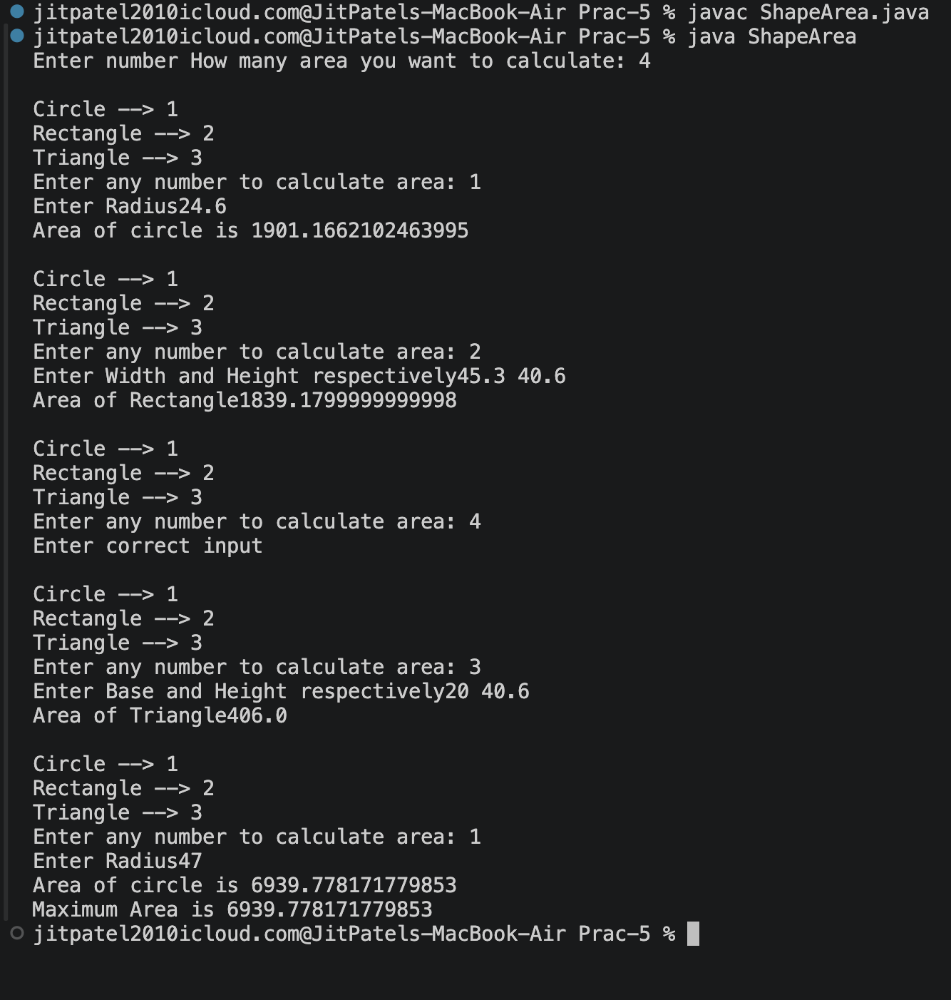 jitpatel2010icloud.com@JitPatels-MacBook-Air Prac-5 % javac ShapeArea.java
jitpatel2010icloud.com@JitPatels-MacBook-Air Prac-5 % java ShapeArea
Enter number How many area you want to calculate: 4

Circle --> 1
Rectangle --> 2
Triangle --> 3
Enter any number to calculate area: 1
Enter Radius24.6
Area of circle is 1901.1662102463995

Circle --> 1
Rectangle --> 2
Triangle --> 3
Enter any number to calculate area: 2
Enter Width and Height respectively45.3 40.6
Area of Rectangle1839.1799999999998

Circle --> 1
Rectangle --> 2
Triangle --> 3
Enter any number to calculate area: 4
Enter correct input

Circle --> 1
Rectangle --> 2
Triangle --> 3
Enter any number to calculate area: 3
Enter Base and Height respectively20 40.6
Area of Triangle406.0

Circle --> 1
Rectangle --> 2
Triangle --> 3
Enter any number to calculate area: 1
Enter Radius47
Area of circle is 6939.778171779853
Maximum Area is 6939.778171779853
jitpatel2010icloud.com@JitPatels-MacBook-Air Prac-5 %